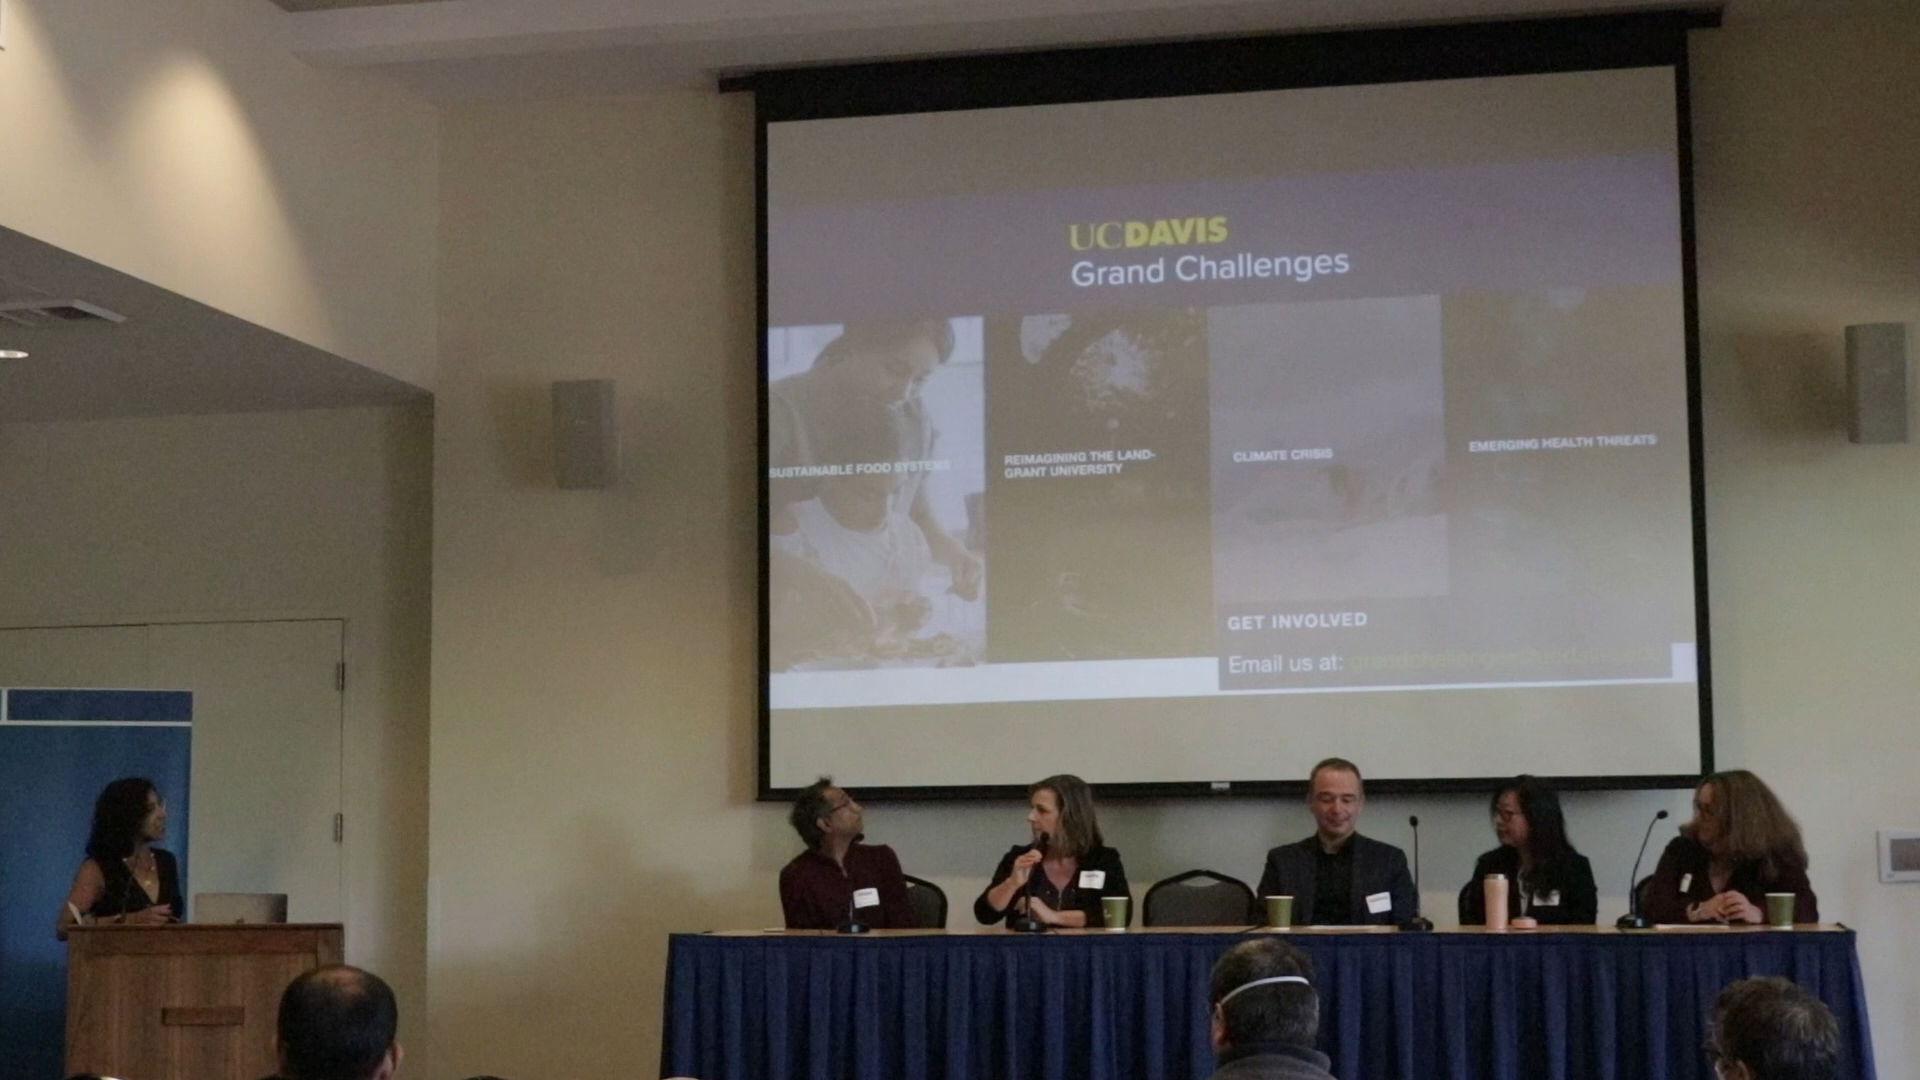 UCDAVIS
Grand Challenges
SUSTAINABLE FOOD SYSTEMS
REIMAGINING THE LAND-
GRANT UNIVERSITY
CLIMATE CRISIS
EMERGING HEALTH THREATS
GET INVOLVED
Email us at: